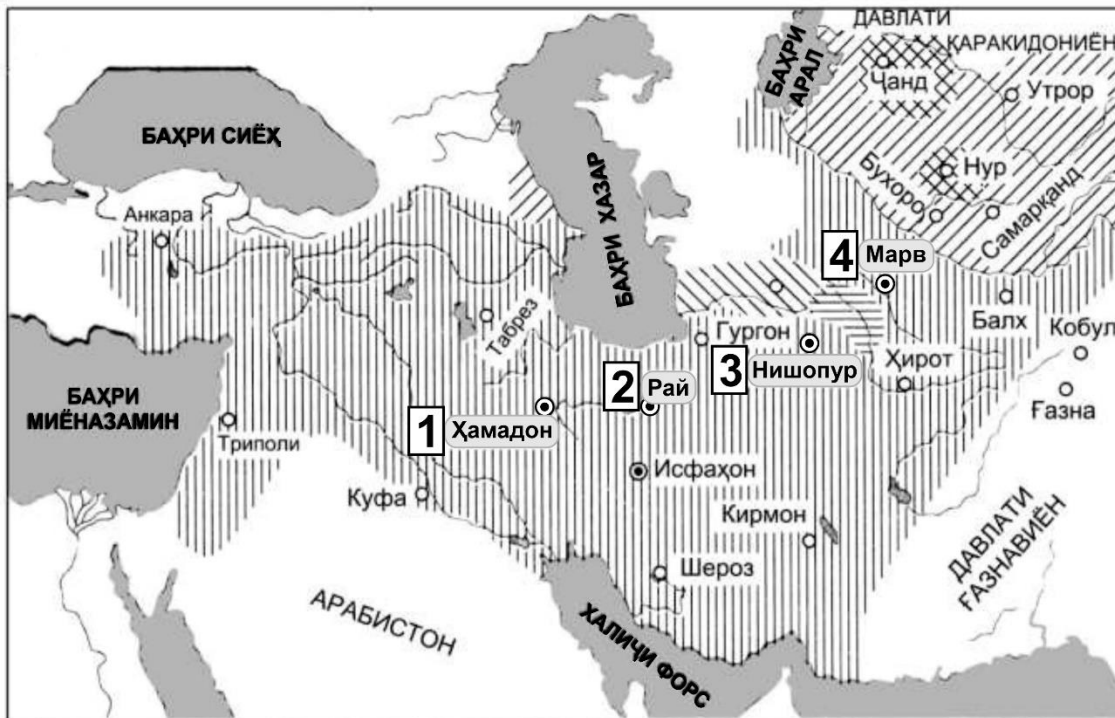 ДАВЛАТИ
ҚАРАКИДОНИЁН
БАҲРИ
АРАЛ
Ҷанд
Утрор
БАҲРИ СИЁҲ
БАҲРИ ХАЗАР
Бухоро
Нур
Самарқанд
Анкара
4 Марв
Табрез
Гургон
Балх
Кобул
БАҲРИ
МИЁНАЗАМИН
2 Рай
3 Нишопур
Ҳирот
Ғазна
Триполи
1 Ҳамадон
Исфаҳон
Куфа
Кирмон
ДАВЛАТИ
ҒАЗНАВИЁН
Шероз
АРАБИСТОН
ХАЛИҶИ ФОРС